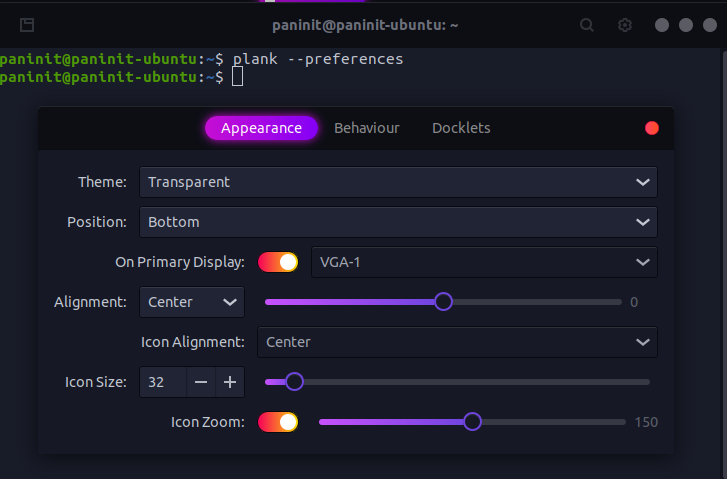 paninit@paninit-ubuntu: ~
paninit@paninit-ubuntu:~$ plank --preferences
paninit@paninit-ubuntu:~$
Appearance Behaviour Docklets
Theme: Transparent
Position: Bottom
On Primary Display: VGA-1
Alignment: Center 0
Icon Alignment: Center
Icon Size: 32
Icon Zoom: 150